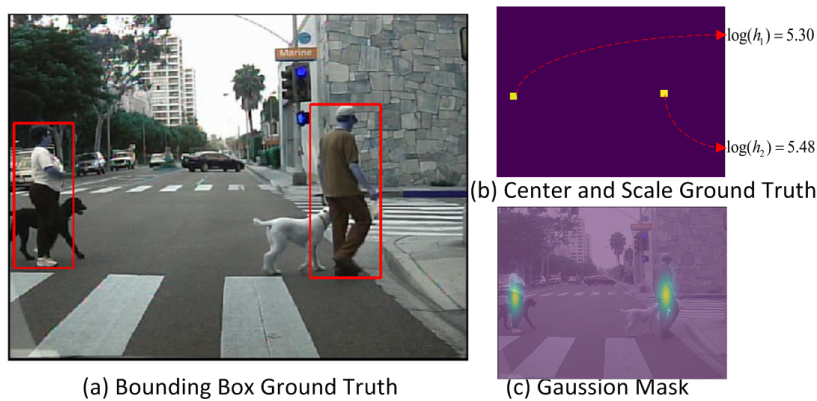 Marine
log(h₁) = 5.30
log(h₂) = 5.48
(b) Center and Scale Ground Truth
(a) Bounding Box Ground Truth
(c) Gaussion Mask